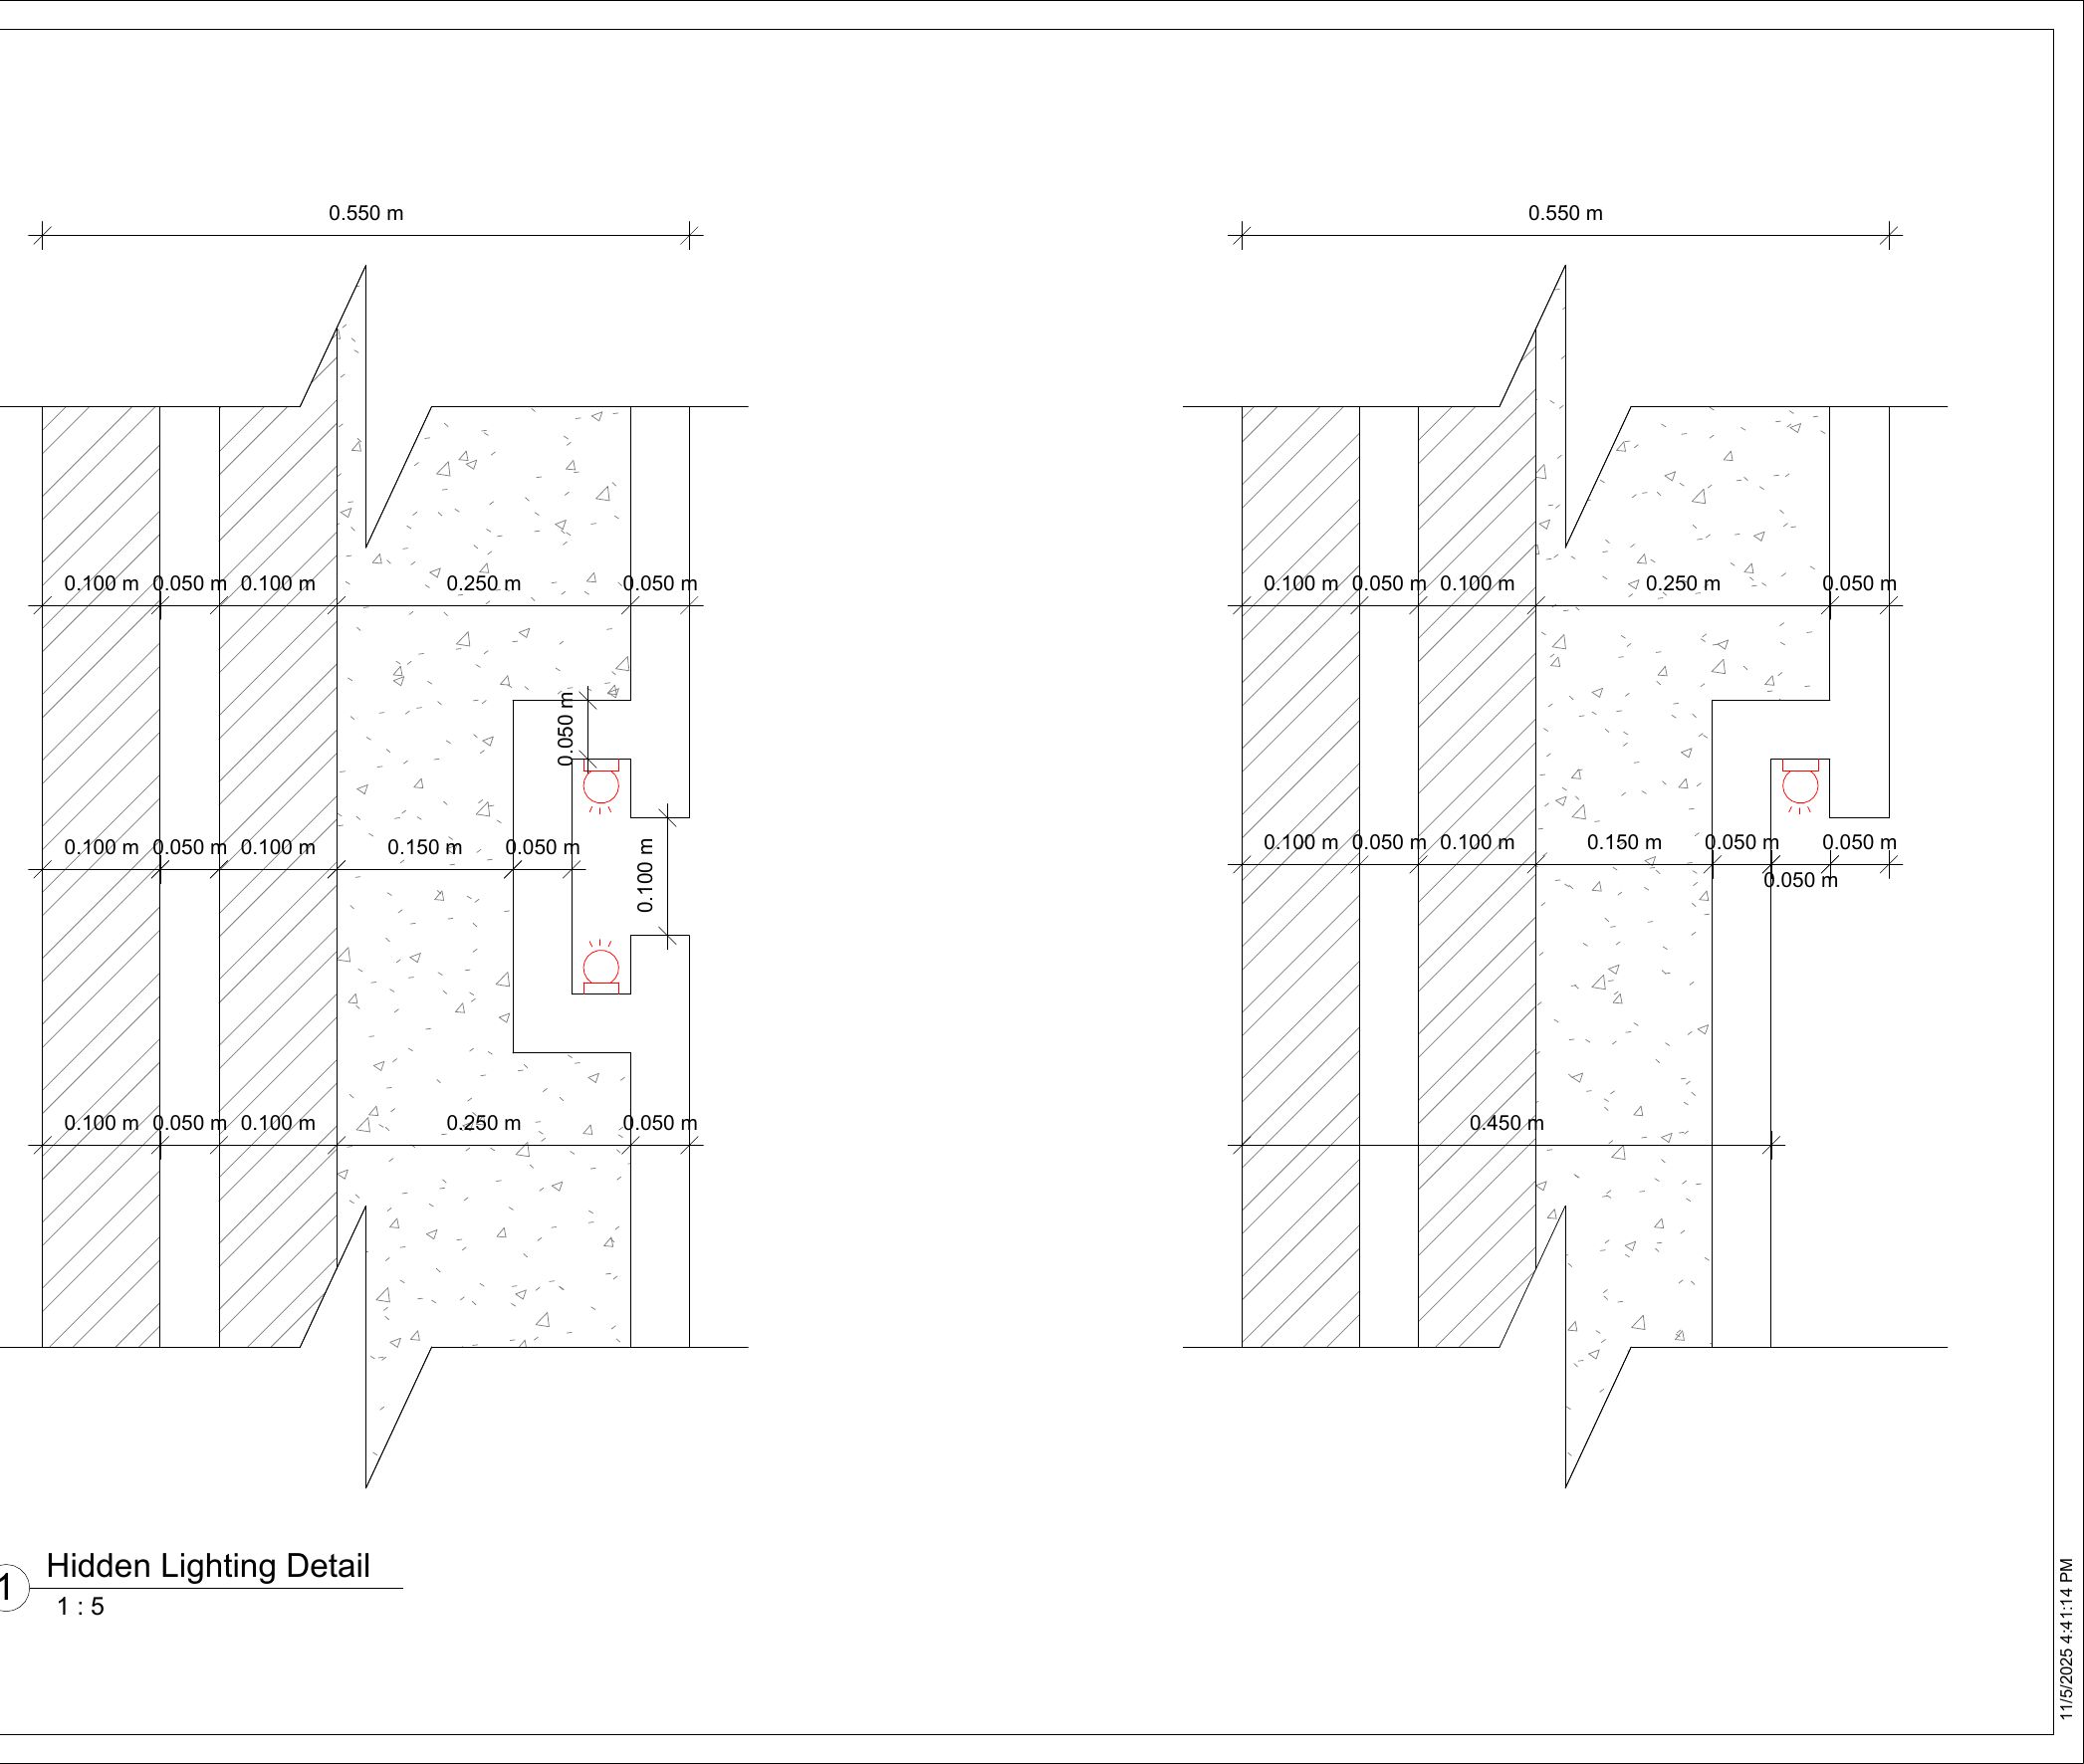 0.550 m
0.550 m
0.100 m 0.050 m 0.100 m 0.250 m 0.050 m
0.100 m 0.050 m 0.100 m 0.250 m 0.050 m
0.050 m
0.100 m 0.050 m 0.100 m 0.150 m 0.050 m
0.100 m
0.100 m 0.050 m 0.100 m 0.150 m 0.050 m 0.050 m
0.050 m
0.100 m 0.050 m 0.100 m 0.250 m 0.050 m
0.450 m
1 Hidden Lighting Detail
1 : 5
11/5/2025 4:41:14 PM